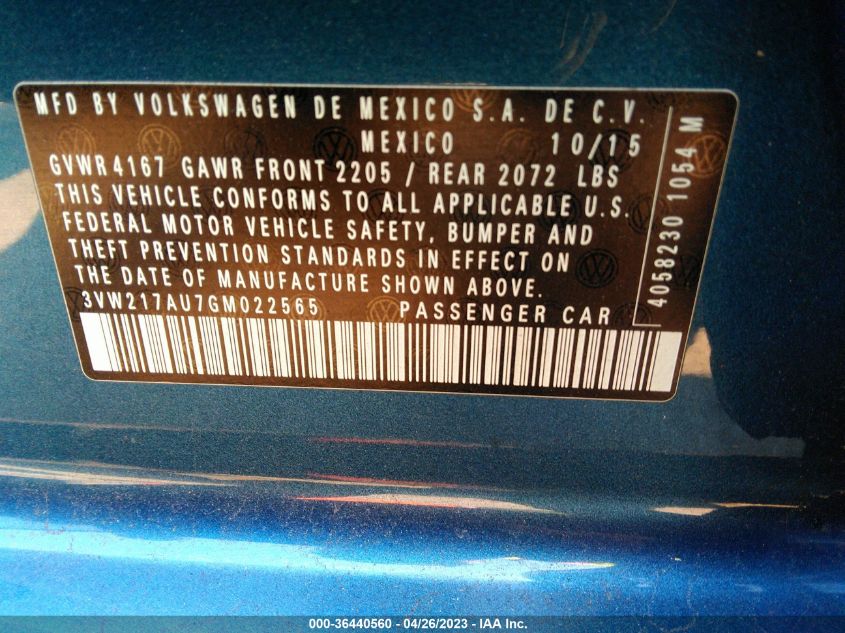 MFD BY VOLKSWAGEN DE MEXICO S.A. DE C.V.
MEXICO 10/15
GVWR 4167 GAWR FRONT 2205 / REAR 2072 LBS
THIS VEHICLE CONFORMS TO ALL APPLICABLE U.S.
FEDERAL MOTOR VEHICLE SAFETY, BUMPER AND
THEFT PREVENTION STANDARDS IN EFFECT ON
THE DATE OF MANUFACTURE SHOWN ABOVE.
3VW217AU7GM022565 PASSENGER CAR
4058230 1054 M
000-36440560 - 04/26/2023 - IAA Inc.